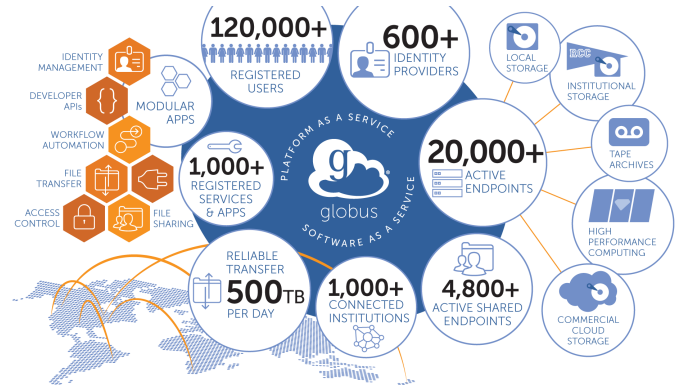 120,000+
REGISTERED
USERS
600+
IDENTITY
PROVIDERS
LOCAL
STORAGE
RCC
INSTITUTIONAL
STORAGE
IDENTITY
MANAGEMENT
DEVELOPER
APIs
MODULAR
APPS
WORKFLOW
AUTOMATION
FILE
TRANSFER
ACCESS
CONTROL
FILE
SHARING
1,000+
REGISTERED
SERVICES
& APPS
PLATFORM AS A SERVICE
g
globus
SOFTWARE AS A SERVICE
20,000+
ACTIVE
ENDPOINTS
TAPE
ARCHIVES
HIGH
PERFORMANCE
COMPUTING
COMMERCIAL
CLOUD
STORAGE
RELIABLE
TRANSFER
500TB
PER DAY
1,000+
CONNECTED
INSTITUTIONS
4,800+
ACTIVE SHARED
ENDPOINTS